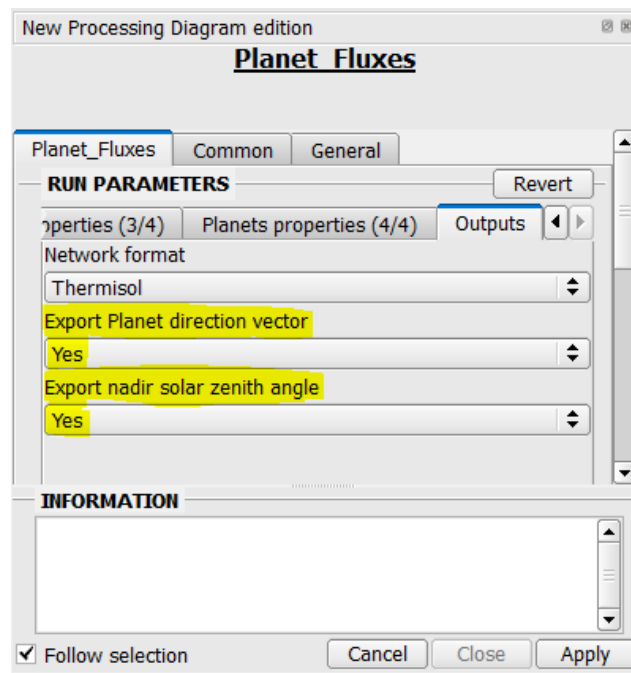 New Processing Diagram edition
Planet_Fluxes
Planet_Fluxes Common General
RUN PARAMETERS Revert
operties (3/4) Planets properties (4/4) Outputs
Network format
Thermisol
Export Planet direction vector
Yes
Export nadir solar zenith angle
Yes
INFORMATION
Follow selection Cancel Close Apply